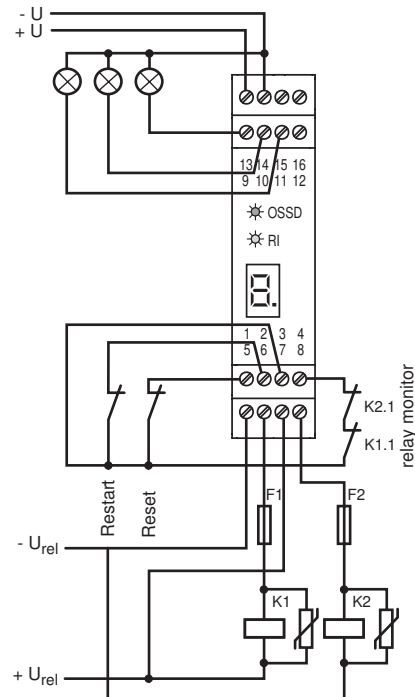 - U
+ U
13 14 15 16
9 10 11 12
OSSD
RI
8.
1 2 3 4
5 6 7 8
K2.1
K1.1
relay monitor
Restart
Reset
F1
F2
- Urel
K1
K2
+ Urel